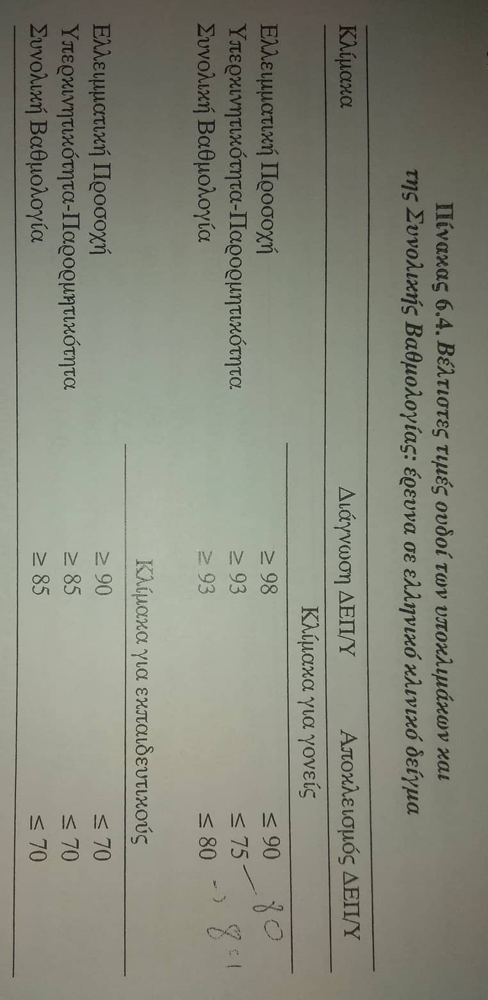 Πίνακας 6.4. Βέλτιστες τιμές ουδοί των υποκλιμάκων και
της Συνολικής Βαθμολογίας: έρευνα σε ελληνικό κλινικό δείγμα
Κλίμακα Διάγνωση ΔΕΠ/Υ Αποκλεισμός ΔΕΠ/Υ
Κλίμακα για γονείς
Ελλειμματική Προσοχή ≥ 98 ≤ 90
Υπερκινητικότητα-Παρορμητικότητα ≥ 93 ≤ 75 — 80
Συνολική Βαθμολογία ≥ 93 ≤ 80
Κλίμακα για εκπαιδευτικούς
Ελλειμματική Προσοχή ≥ 90 ≤ 70
Υπερκινητικότητα-Παρορμητικότητα ≥ 85 ≤ 70
Συνολική Βαθμολογία ≥ 85 ≤ 70